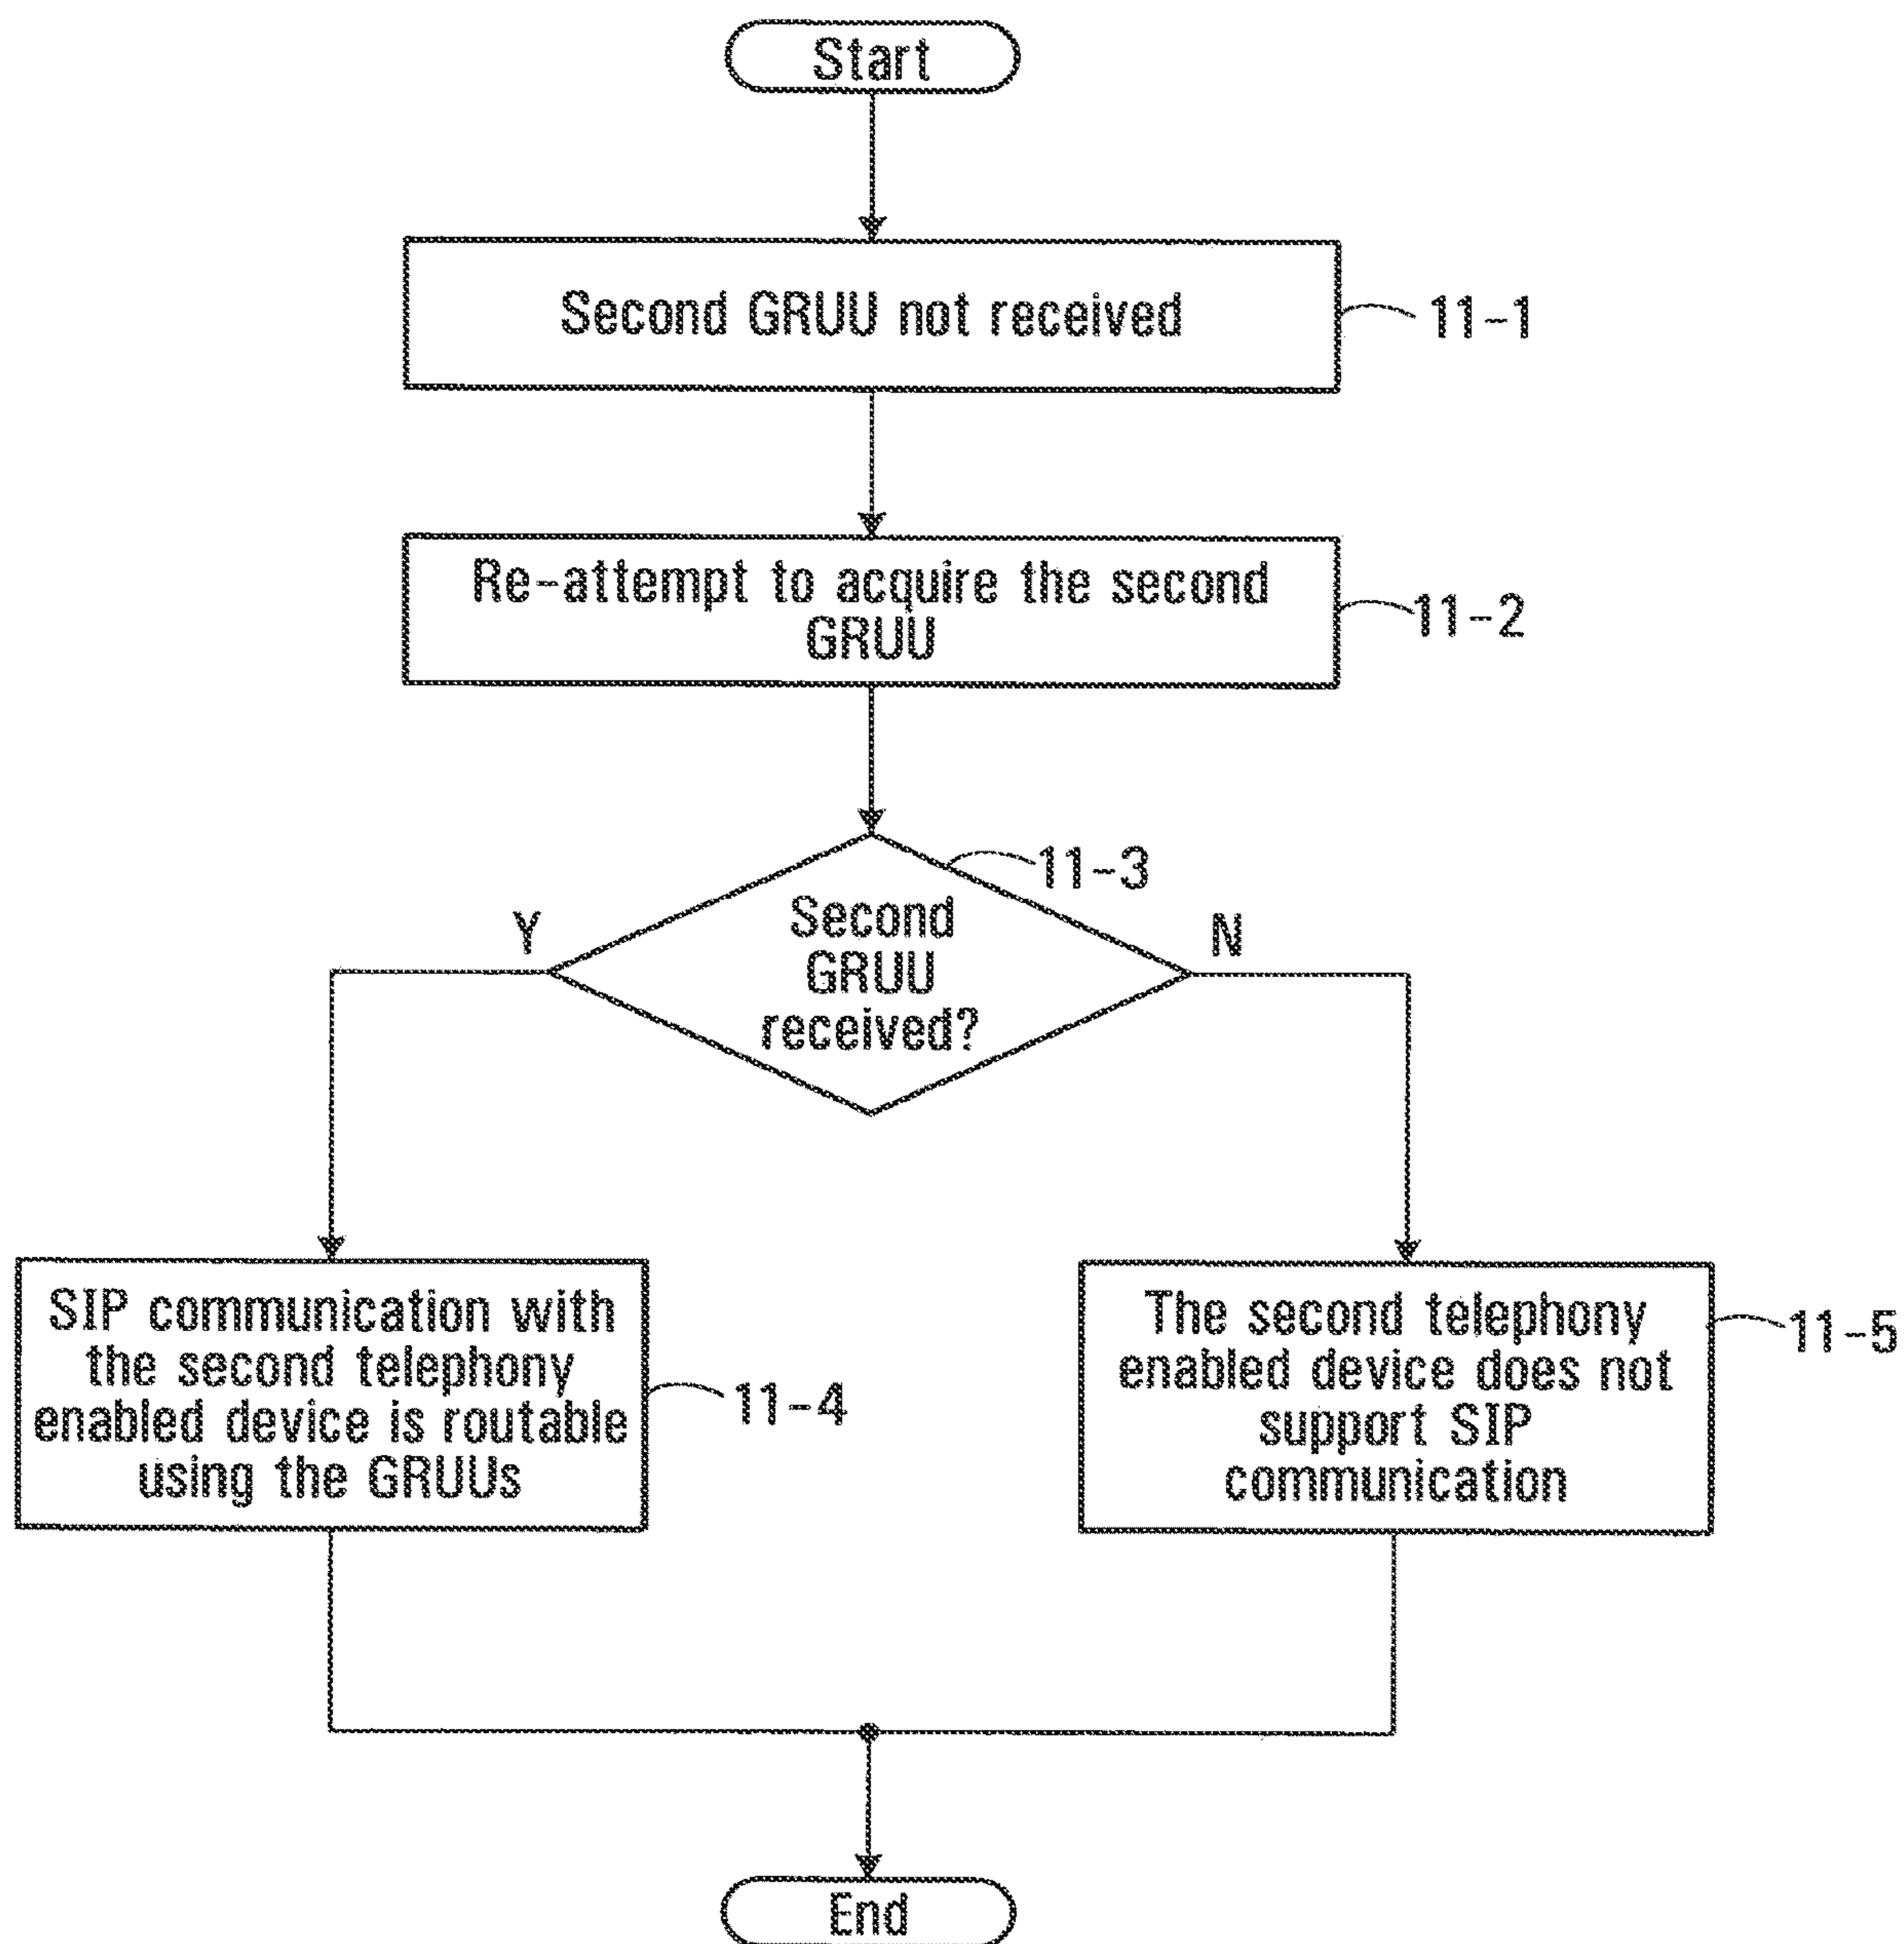 Start
Second GRUU not received
11-1
Re-attempt to acquire the second
GRUU
11-2
11-3
Second
GRUU
received?
Y
N
SIP communication with
the second telephony
enabled device is routable
using the GRUUs
11-4
The second telephony
enabled device does not
support SIP
communication
11-5
End